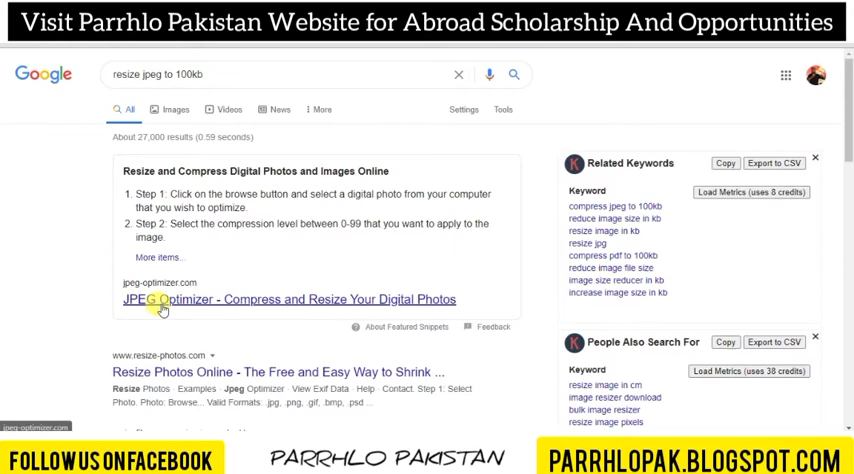 Visit Parrhlo Pakistan Website for Abroad Scholarship And Opportunities
Google
resize jpeg to 100kb
All
Images
Videos
News
More
Settings
Tools
About 27,000 results (0.59 seconds)
Resize and Compress Digital Photos and Images Online
1. Step 1: Click on the browse button and select a digital photo from your computer
that you wish to optimize.
2. Step 2: Select the compression level between 0-99 that you want to apply to the
image.
More items...
jpeg-optimizer.com
JPEG Optimizer - Compress and Resize Your Digital Photos
About Featured Snippets
Feedback
www.resize-photos.com
Resize Photos Online - The Free and Easy Way to Shrink ...
Resize Photos - Examples - Jpeg Optimizer - View Exif Data - Help - Contact. Step 1: Select
Photo. Photo: Browse... Valid Formats: .jpg, .png, .gif, .bmp, .psd ...
K
Related Keywords
Copy
Export to CSV
Keyword
Load Metrics (uses 8 credits)
compress jpeg to 100kb
reduce image size in kb
resize image in kb
resize jpg
compress pdf to 100kb
reduce image file size
image size reducer in kb
increase image size in kb
K
People Also Search For
Copy
Export to CSV
Keyword
Load Metrics (uses 38 credits)
resize image in cm
image resizer download
bulk image resizer
resize image pixels
jpeg-optimizer.com
FOLLOW US ON FACEBOOK
PARRHLO PAKISTAN
PARRHLOPAK.BLOGSPOT.COM